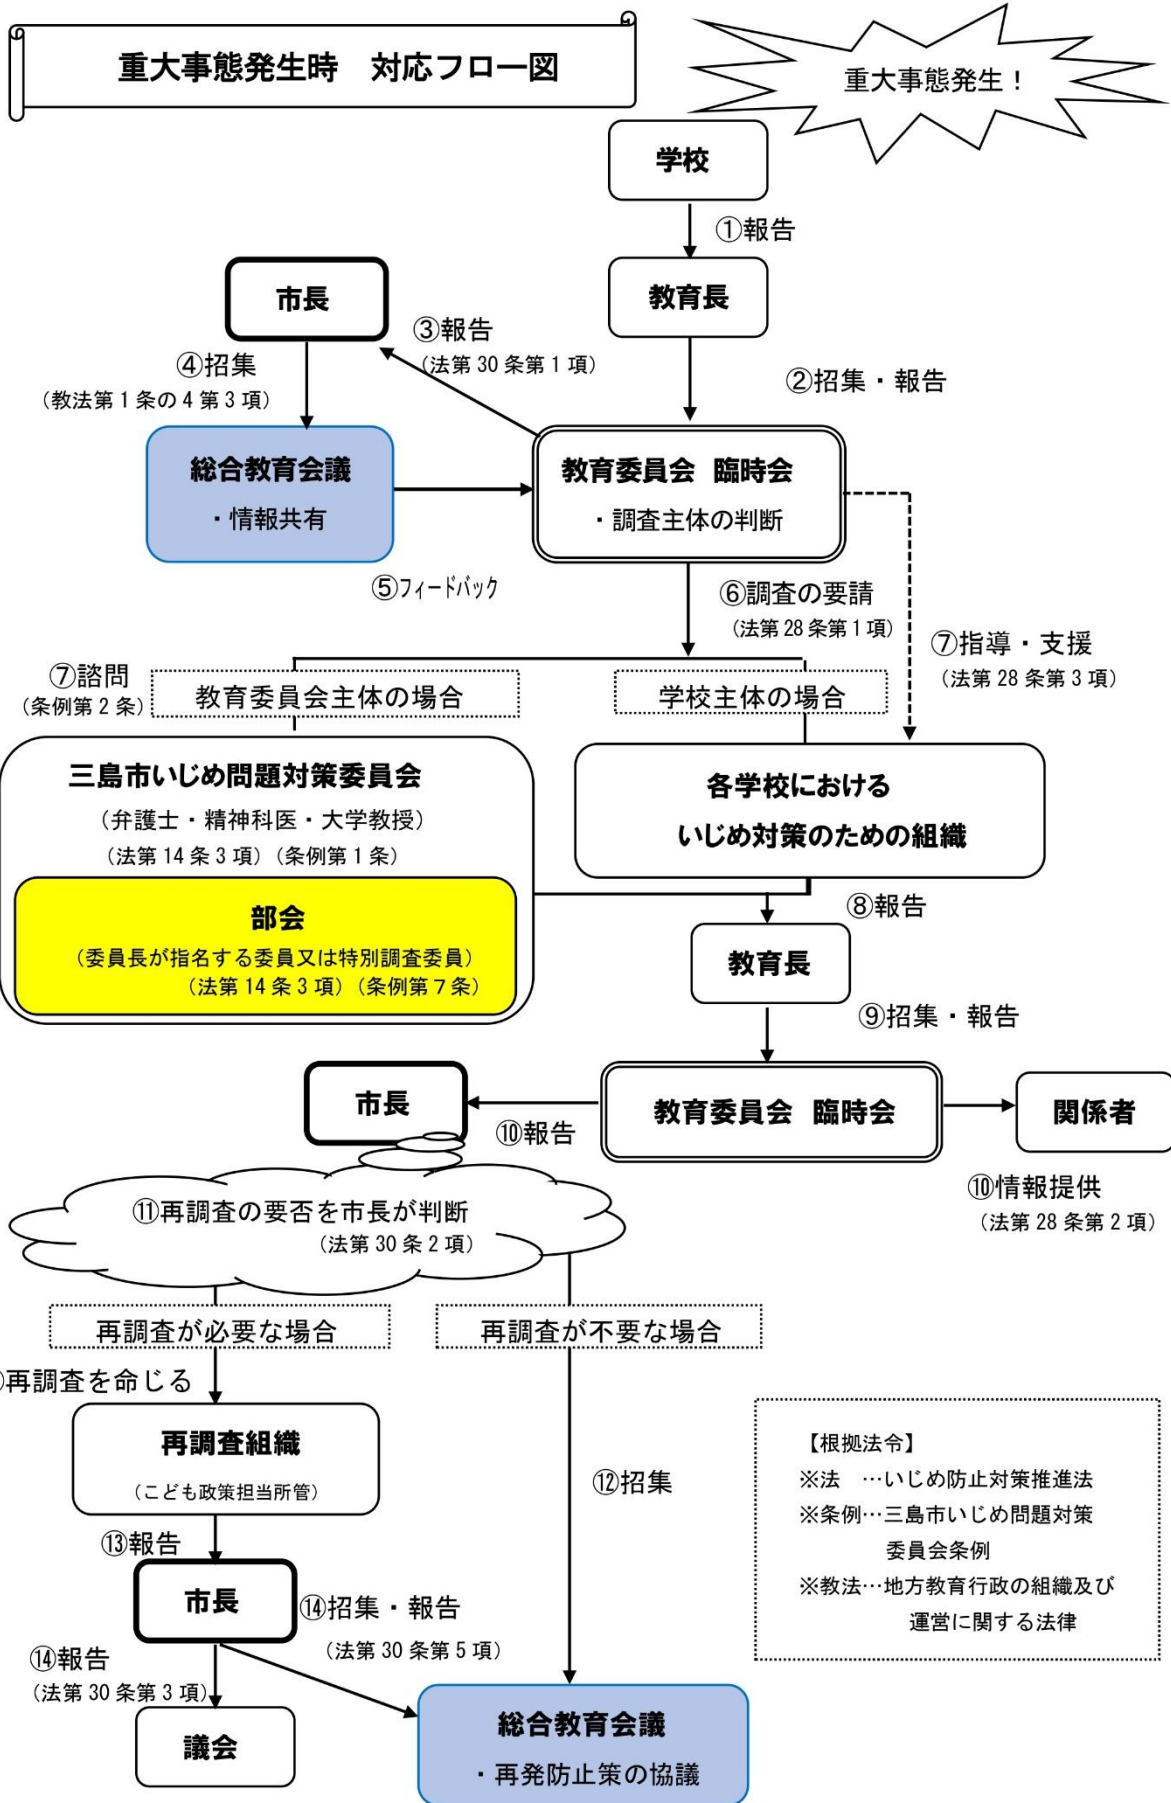 重大事態発生時　対応フロー図
重大事態発生！
学校
①報告
教育長
市長
③報告
（法第30条第1項）
④招集
（教法第1条の4第3項）
②招集・報告
総合教育会議
・情報共有
教育委員会　臨時会
・調査主体の判断
⑤フィードバック
⑥調査の要請
（法第28条第1項）
⑦指導・支援
（法第28条第3項）
⑦諮問
（条例第2条）
教育委員会主体の場合
学校主体の場合
三島市いじめ問題対策委員会
（弁護士・精神科医・大学教授）
（法第14条3項）（条例第1条）
各学校における
いじめ対策のための組織
部会
（委員長が指名する委員又は特別調査委員）
（法第14条3項）（条例第7条）
⑧報告
教育長
⑨招集・報告
市長
⑩報告
教育委員会　臨時会
関係者
⑩情報提供
（法第28条第2項）
⑪再調査の要否を市長が判断
（法第30条2項）
再調査が必要な場合
再調査が不要な場合
再調査を命じる
再調査組織
（こども政策担当所管）
⑫招集
⑬報告
市長
⑭招集・報告
（法第30条第5項）
⑭報告
（法第30条第3項）
議会
総合教育会議
・再発防止策の協議
【根拠法令】
※法　…いじめ防止対策推進法
※条例…三島市いじめ問題対策
委員会条例
※教法…地方教育行政の組織及び
運営に関する法律